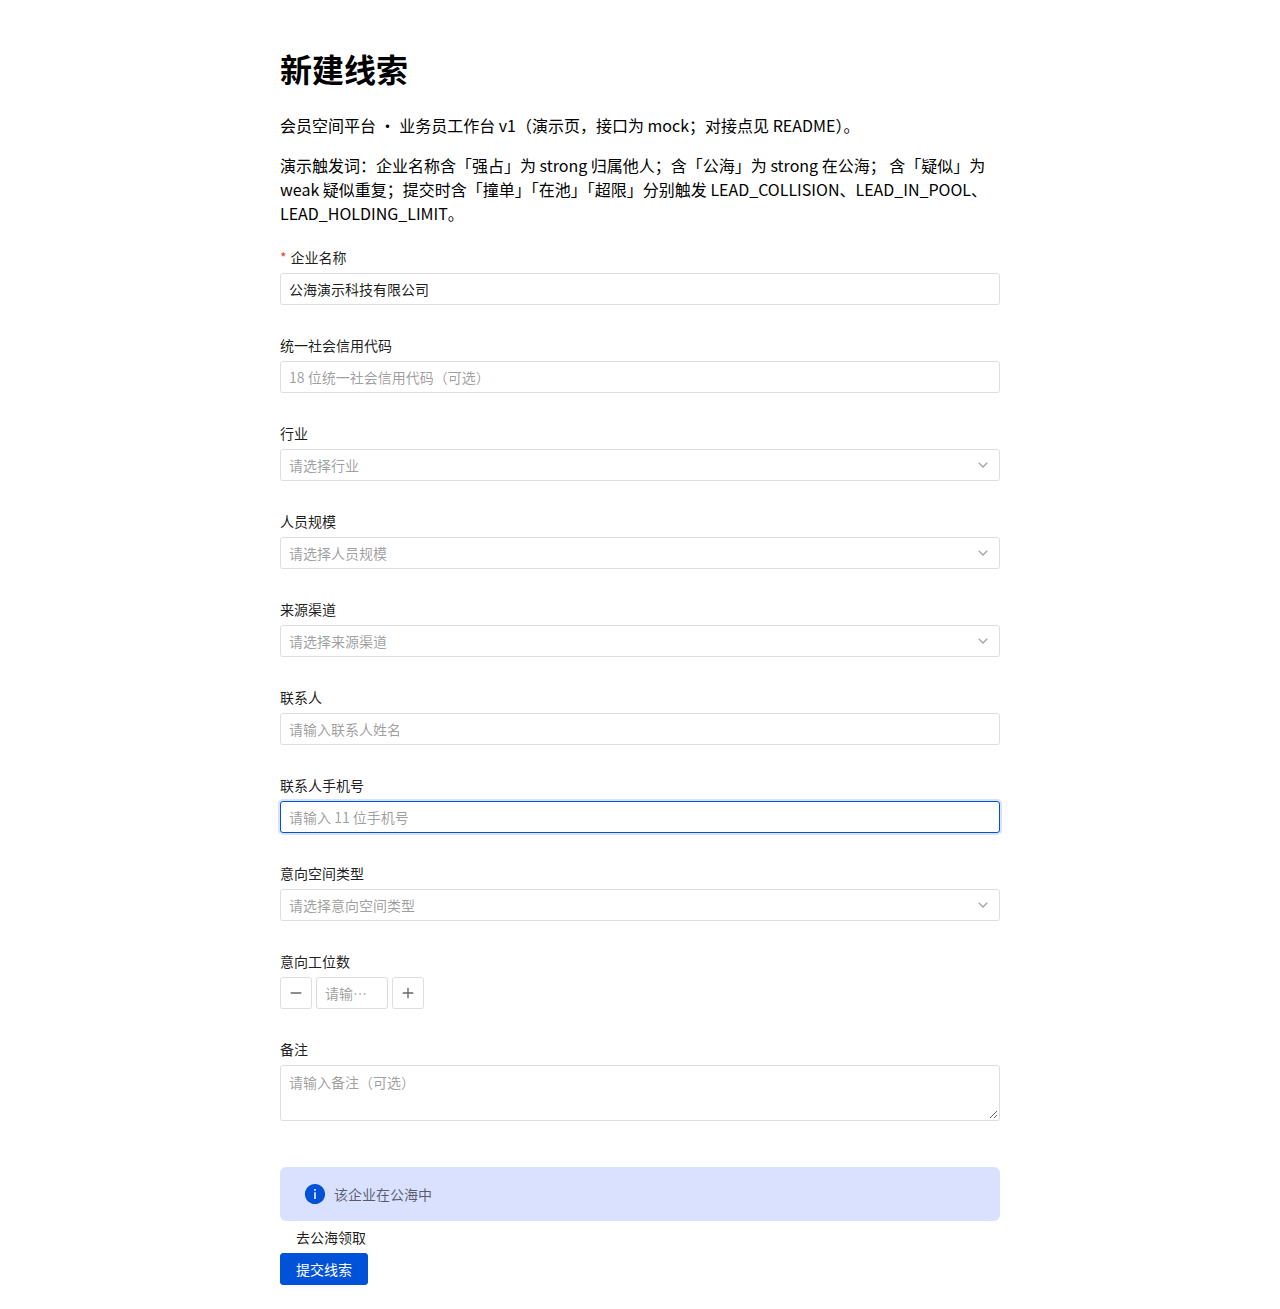 新建线索
会员空间平台 · 业务员工作台 v1（演示页，接口为 mock；对接点见 README）。
演示触发词：企业名称含「强占」为 strong 归属他人；含「公海」为 strong 在公海； 含「疑似」为
weak 疑似重复；提交时含「撞单」「在池」「超限」分别触发 LEAD_COLLISION、LEAD_IN_POOL、
LEAD_HOLDING_LIMIT。
* 企业名称
公海演示科技有限公司
统一社会信用代码
18 位统一社会信用代码（可选）
行业
请选择行业
人员规模
请选择人员规模
来源渠道
请选择来源渠道
联系人
请输入联系人姓名
联系人手机号
请输入 11 位手机号
意向空间类型
请选择意向空间类型
意向工位数
请输…
备注
请输入备注（可选）
该企业在公海中
去公海领取
提交线索